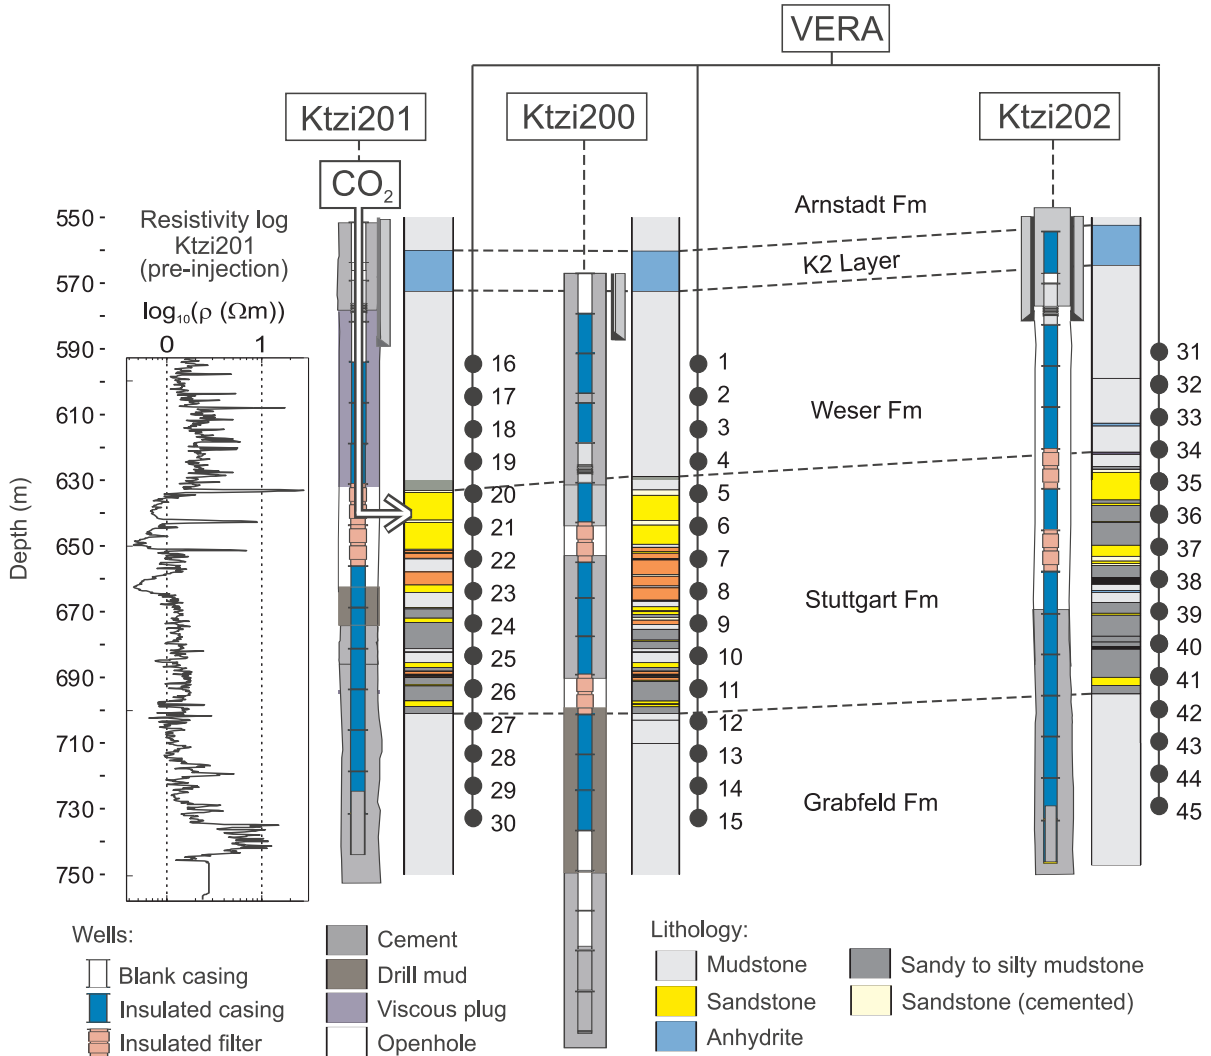 VERA
Ktzi201
Ktzi200
Ktzi202
CO₂
Resistivity log
Ktzi201
(pre-injection)
log₁₀(ρ (Ωm))
0 1
Depth (m)
550
570
590
610
630
650
670
690
710
730
750
Arnstadt Fm
K2 Layer
Weser Fm
Stuttgart Fm
Grabfeld Fm
16
17
18
19
20
21
22
23
24
25
26
27
28
29
30
1
2
3
4
5
6
7
8
9
10
11
12
13
14
15
31
32
33
34
35
36
37
38
39
40
41
42
43
44
45
Wells:
Blank casing
Insulated casing
Insulated filter
Cement
Drill mud
Viscous plug
Openhole
Lithology:
Mudstone
Sandstone
Anhydrite
Sandy to silty mudstone
Sandstone (cemented)